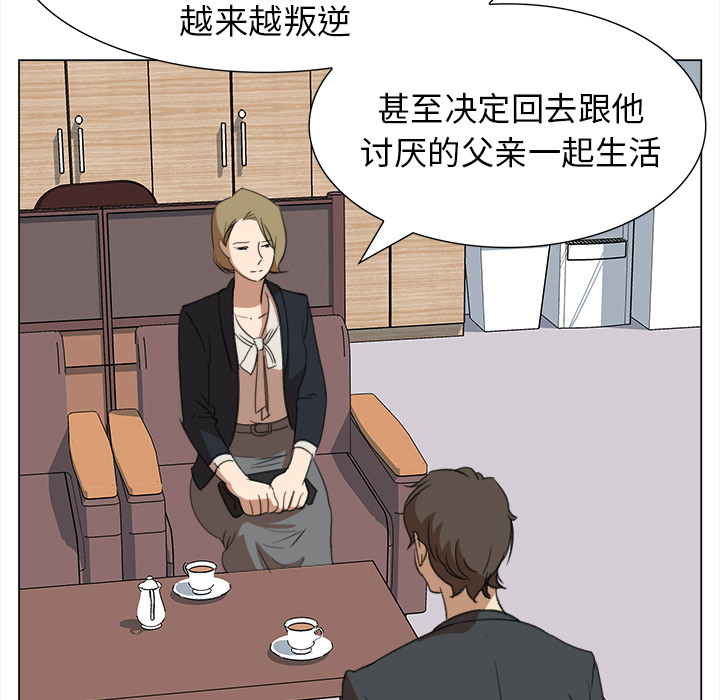 越来越叛逆
甚至决定回去跟他
讨厌的父亲一起生活